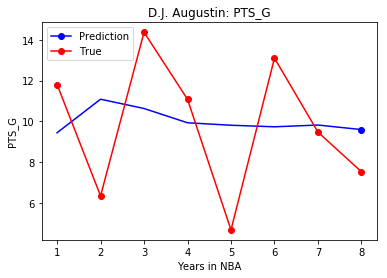 D.J. Augustin: PTS_G
Prediction
True
14
12
10
8
6
PTS_G
1 2 3 4 5 6 7 8
Years in NBA